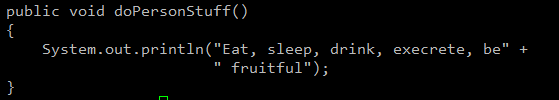 public void doPersonStuff()
{
    System.out.println("Eat, sleep, drink, execrete, be" +
                       " fruitful");
}